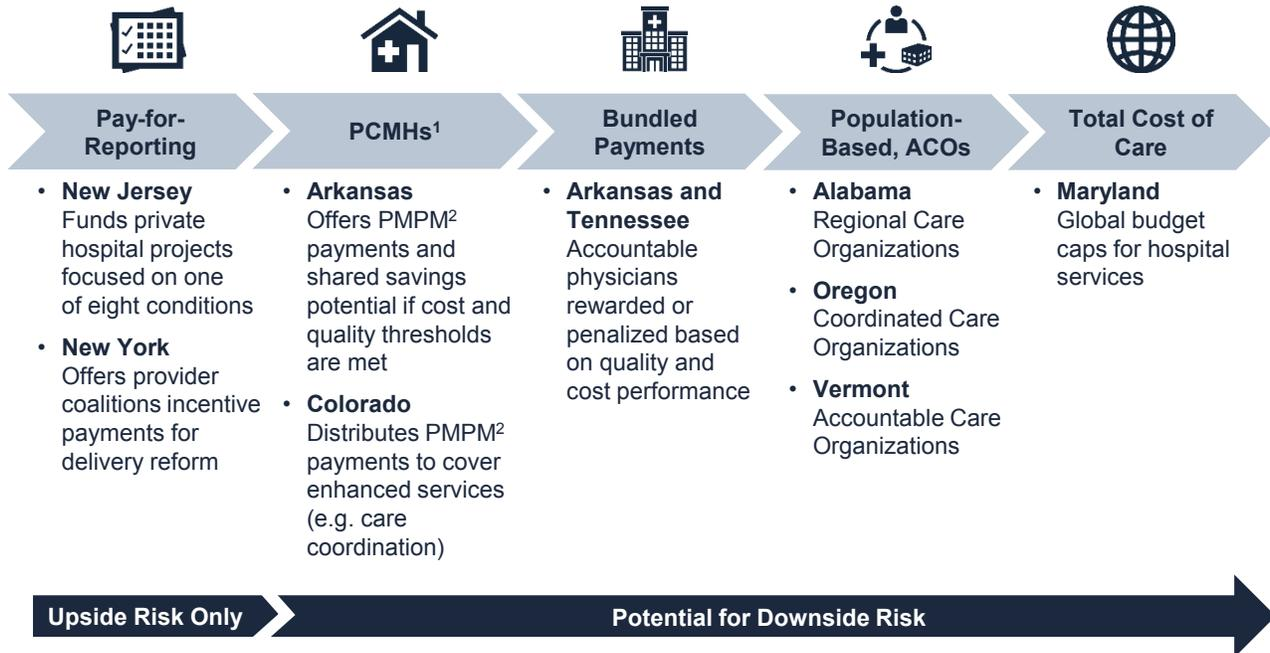 Pay-for-
Reporting
PCMHs¹
Bundled
Payments
Population-
Based, ACOs
Total Cost of
Care
• New Jersey
Funds private
hospital projects
focused on one
of eight conditions
• New York
Offers provider
coalitions incentive
payments for
delivery reform
• Arkansas
Offers PMPM²
payments and
shared savings
potential if cost and
quality thresholds
are met
• Colorado
Distributes PMPM²
payments to cover
enhanced services
(e.g. care
coordination)
• Arkansas and
Tennessee
Accountable
physicians
rewarded or
penalized based
on quality and
cost performance
• Alabama
Regional Care
Organizations
• Oregon
Coordinated Care
Organizations
• Vermont
Accountable Care
Organizations
• Maryland
Global budget
caps for hospital
services
Upside Risk Only
Potential for Downside Risk